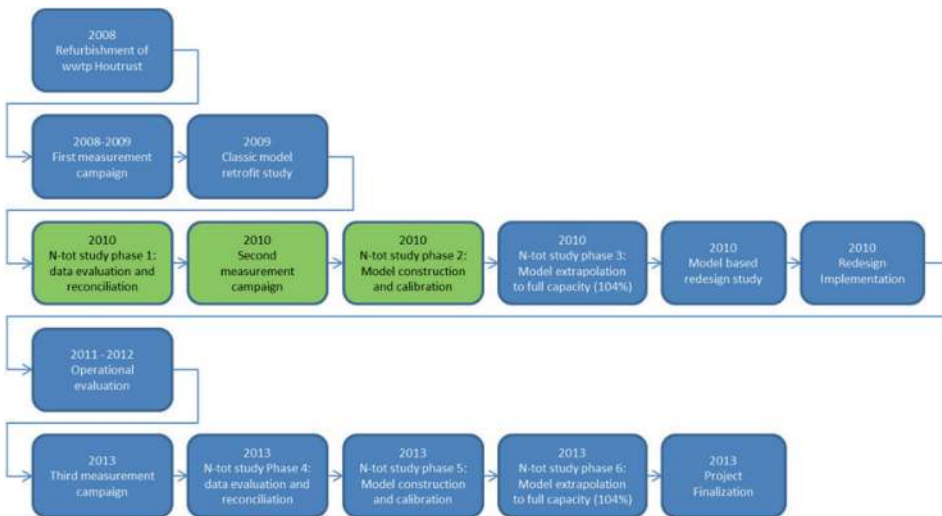 2008
Refurbishment of
wwtp Houtrust
2008-2009
First measurement
campaign
2009
Classic model
retrofit study
2010
N-tot study phase 1:
data evaluation and
reconciliation
2010
Second
measurement
campaign
2010
N-tot study phase 2:
Model construction
and calibration
2010
N-tot study phase 3:
Model extrapolation
to full capacity (104%)
2010
Model based
redesign study
2010
Redesign
Implementation
2011 - 2012
Operational
evaluation
2013
Third measurement
campaign
2013
N-tot study Phase 4:
data evaluation and
reconciliation
2013
N-tot study phase 5:
Model construction
and calibration
2013
N-tot study phase 6:
Model extrapolation
to full capacity (104%)
2013
Project
Finalization